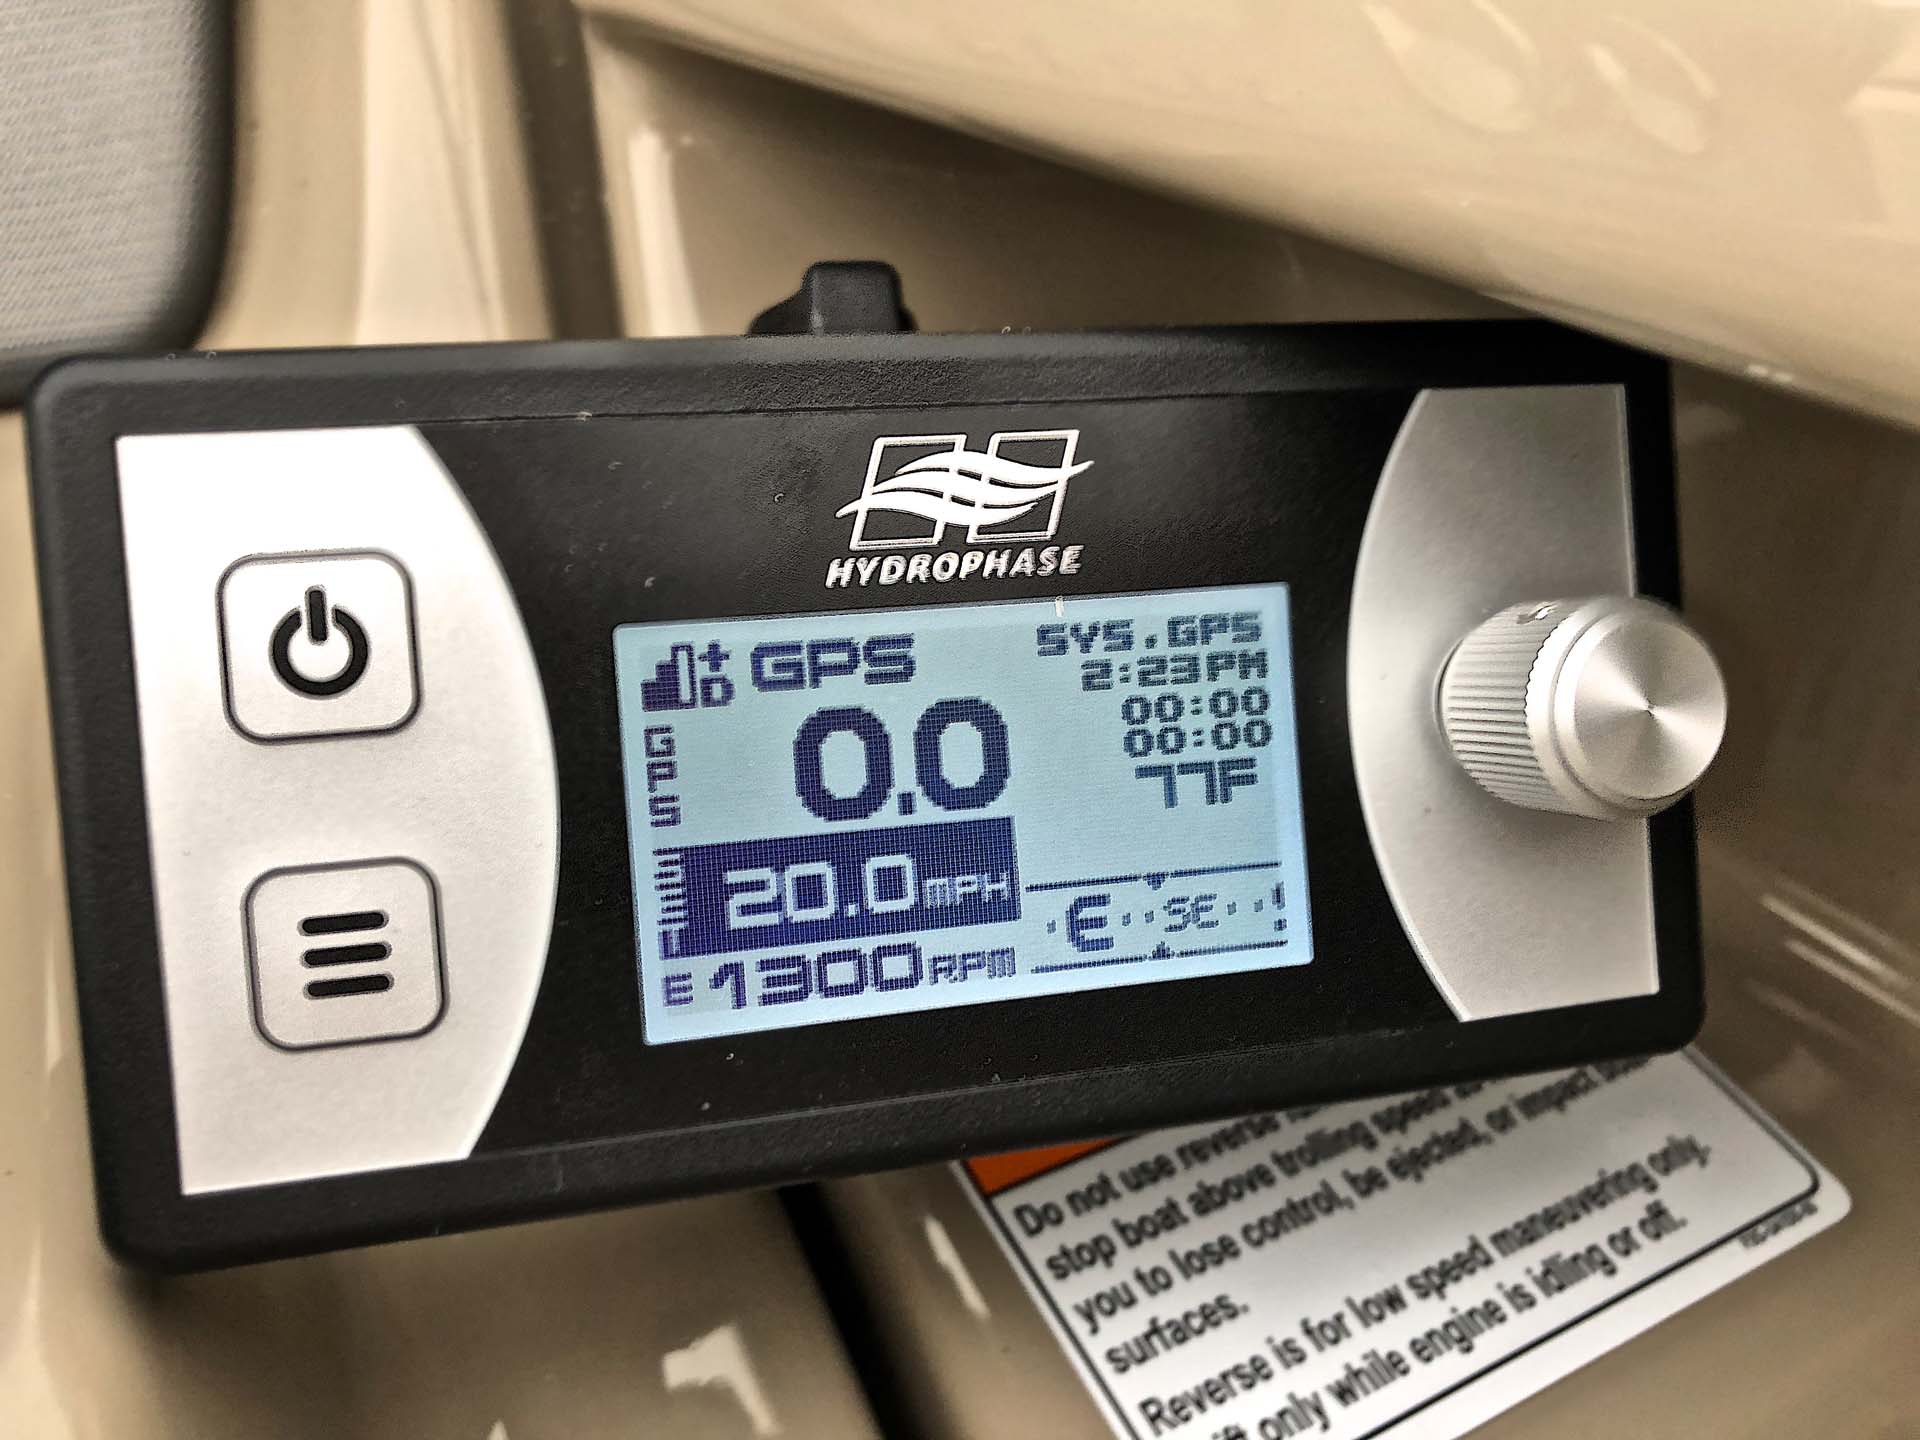 HYDROPHASE
+
D
GPS
SYS.GPS
2:23PM
00:00
00:00
77F
GPS
0.0
20.0MPH
E 1300RPM
·E··SE··
Do not use reverse
stop boat above trolling speed
you to lose control, be ejected, or impact
surfaces.
Reverse is for low speed maneuvering only.
only while engine is idling or off.